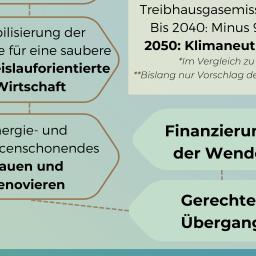 bilisierung der
e für eine saubere
eislauforientierte
Wirtschaft
ergie- und
censchonendes
auen und
enovieren
Treibhausgasemiss
Bis 2040: Minus 9
2050: Klimaneut
*Im Vergleich zu
**Bislang nur Vorschlag de
Finanzierun
der Wende
Gerechte
Übergang